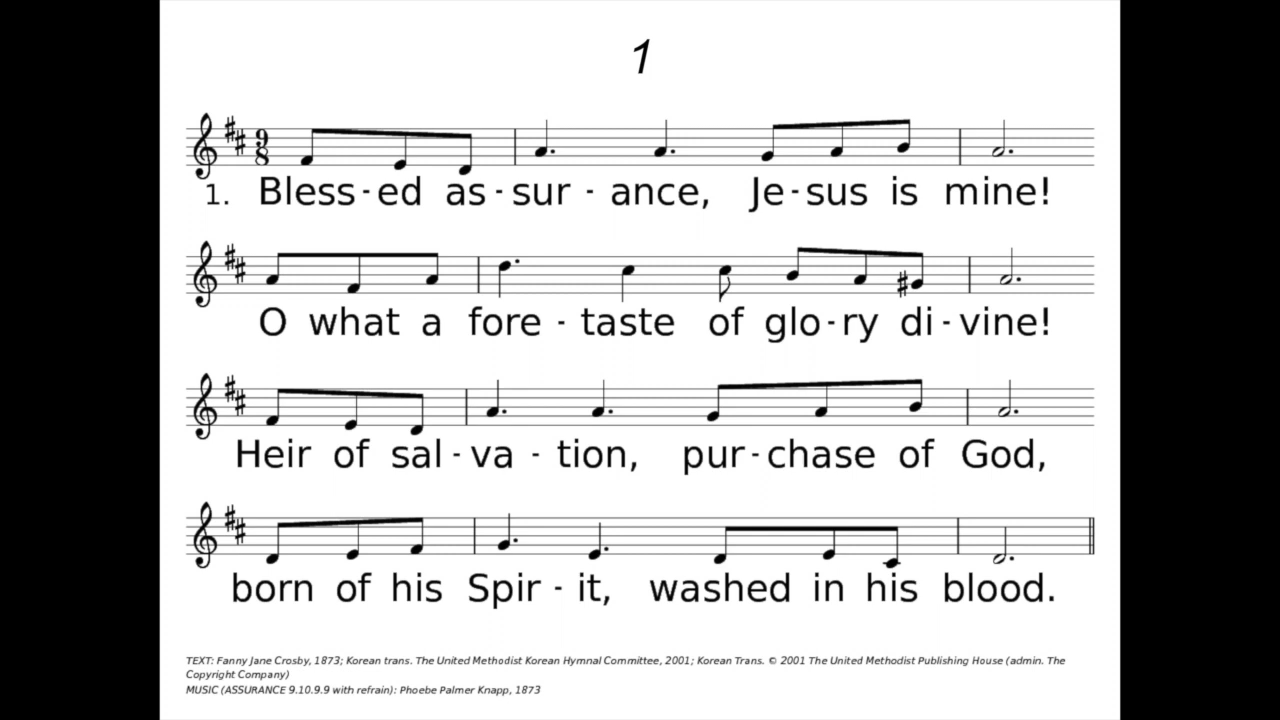 1
9
8
1. Bless - ed as - sur - ance, Je - sus is mine!
O what a fore - taste of glo - ry di - vine!
Heir of sal - va - tion, pur - chase of God,
born of his Spir - it, washed in his blood.
TEXT: Fanny Jane Crosby, 1873; Korean trans. The United Methodist Korean Hymnal Committee, 2001; Korean Trans. © 2001 The United Methodist Publishing House (admin. The
Copyright Company)
MUSIC (ASSURANCE 9.10.9.9 with refrain): Phoebe Palmer Knapp, 1873